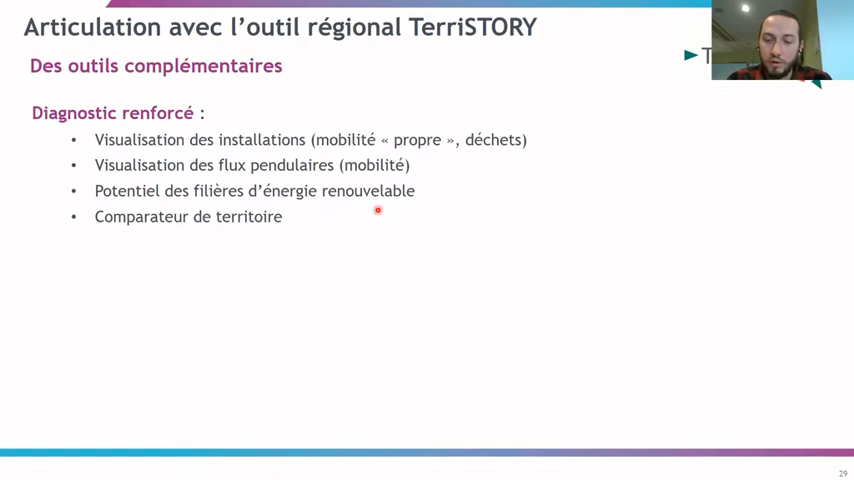 Articulation avec l’outil régional TerriSTORY
Des outils complémentaires
Diagnostic renforcé :
• Visualisation des installations (mobilité « propre », déchets)
• Visualisation des flux pendulaires (mobilité)
• Potentiel des filières d’énergie renouvelable
• Comparateur de territoire
29